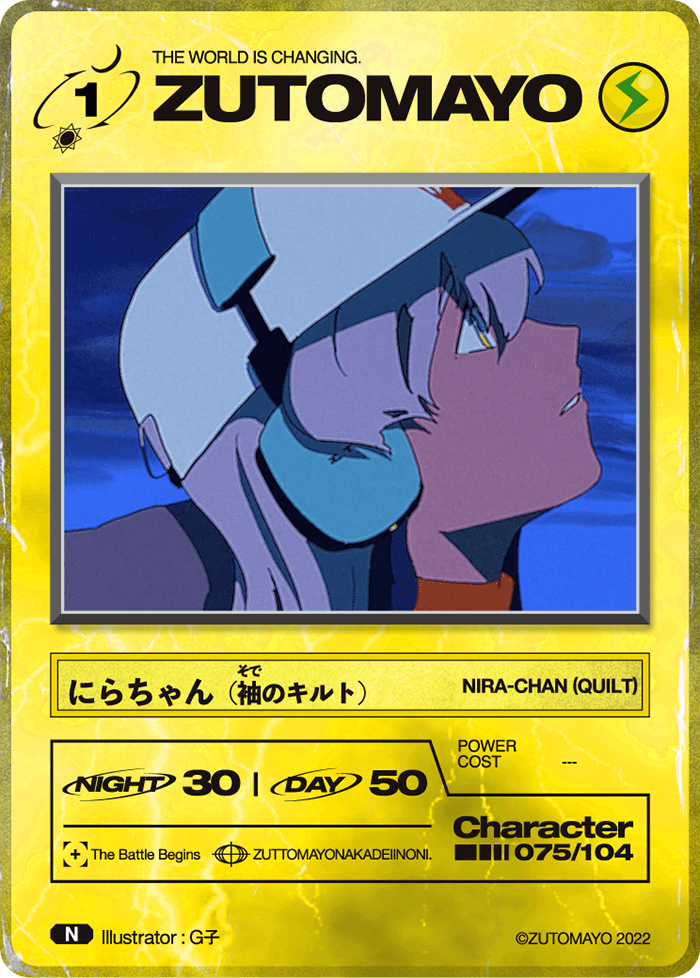 THE WORLD IS CHANGING.
1 ZUTOMAYO
にらちゃん（袖のキルト） NIRA-CHAN (QUILT)
そで
NIGHT 30 | DAY 50
POWER
COST ---
The Battle Begins ZUTTOMAYONAKADEIINONI.
Character
075/104
N Illustrator : G子 ©ZUTOMAYO 2022